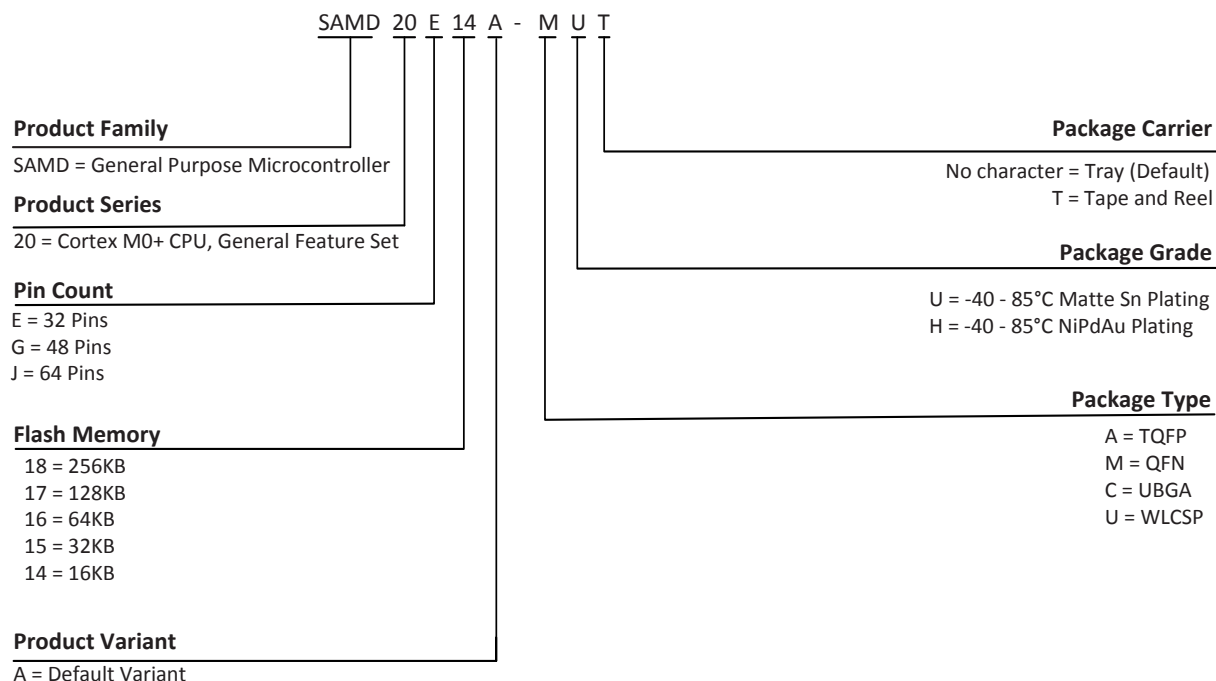 SAMD 20 E 14 A - M U T
Product Family
SAMD = General Purpose Microcontroller
Product Series
20 = Cortex M0+ CPU, General Feature Set
Pin Count
E = 32 Pins
G = 48 Pins
J = 64 Pins
Flash Memory
18 = 256KB
17 = 128KB
16 = 64KB
15 = 32KB
14 = 16KB
Product Variant
A = Default Variant
Package Carrier
No character = Tray (Default)
T = Tape and Reel
Package Grade
U = -40 - 85°C Matte Sn Plating
H = -40 - 85°C NiPdAu Plating
Package Type
A = TQFP
M = QFN
C = UBGA
U = WLCSP